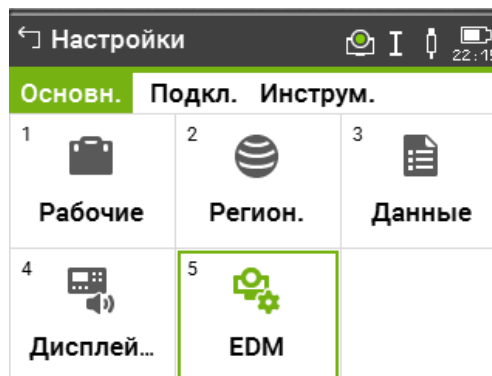 Настройки
I
22:15
Основн. Подкл. Инструм.
1 2 3
Рабочие Регион. Данные
4 5
Дисплей... EDM